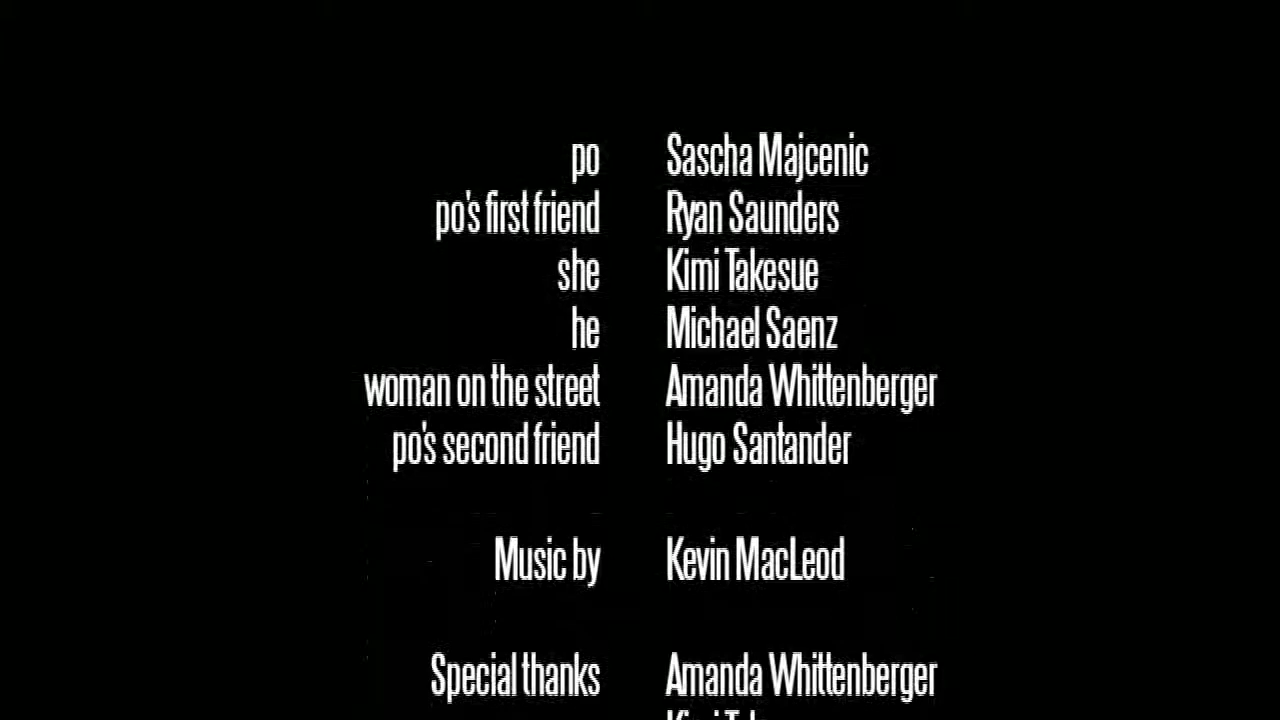 po Sascha Majcenic
po's first friend Ryan Saunders
she Kimi Takesue
he Michael Saenz
woman on the street Amanda Whittenberger
po's second friend Hugo Santander
Music by Kevin MacLeod
Special thanks Amanda Whittenberger